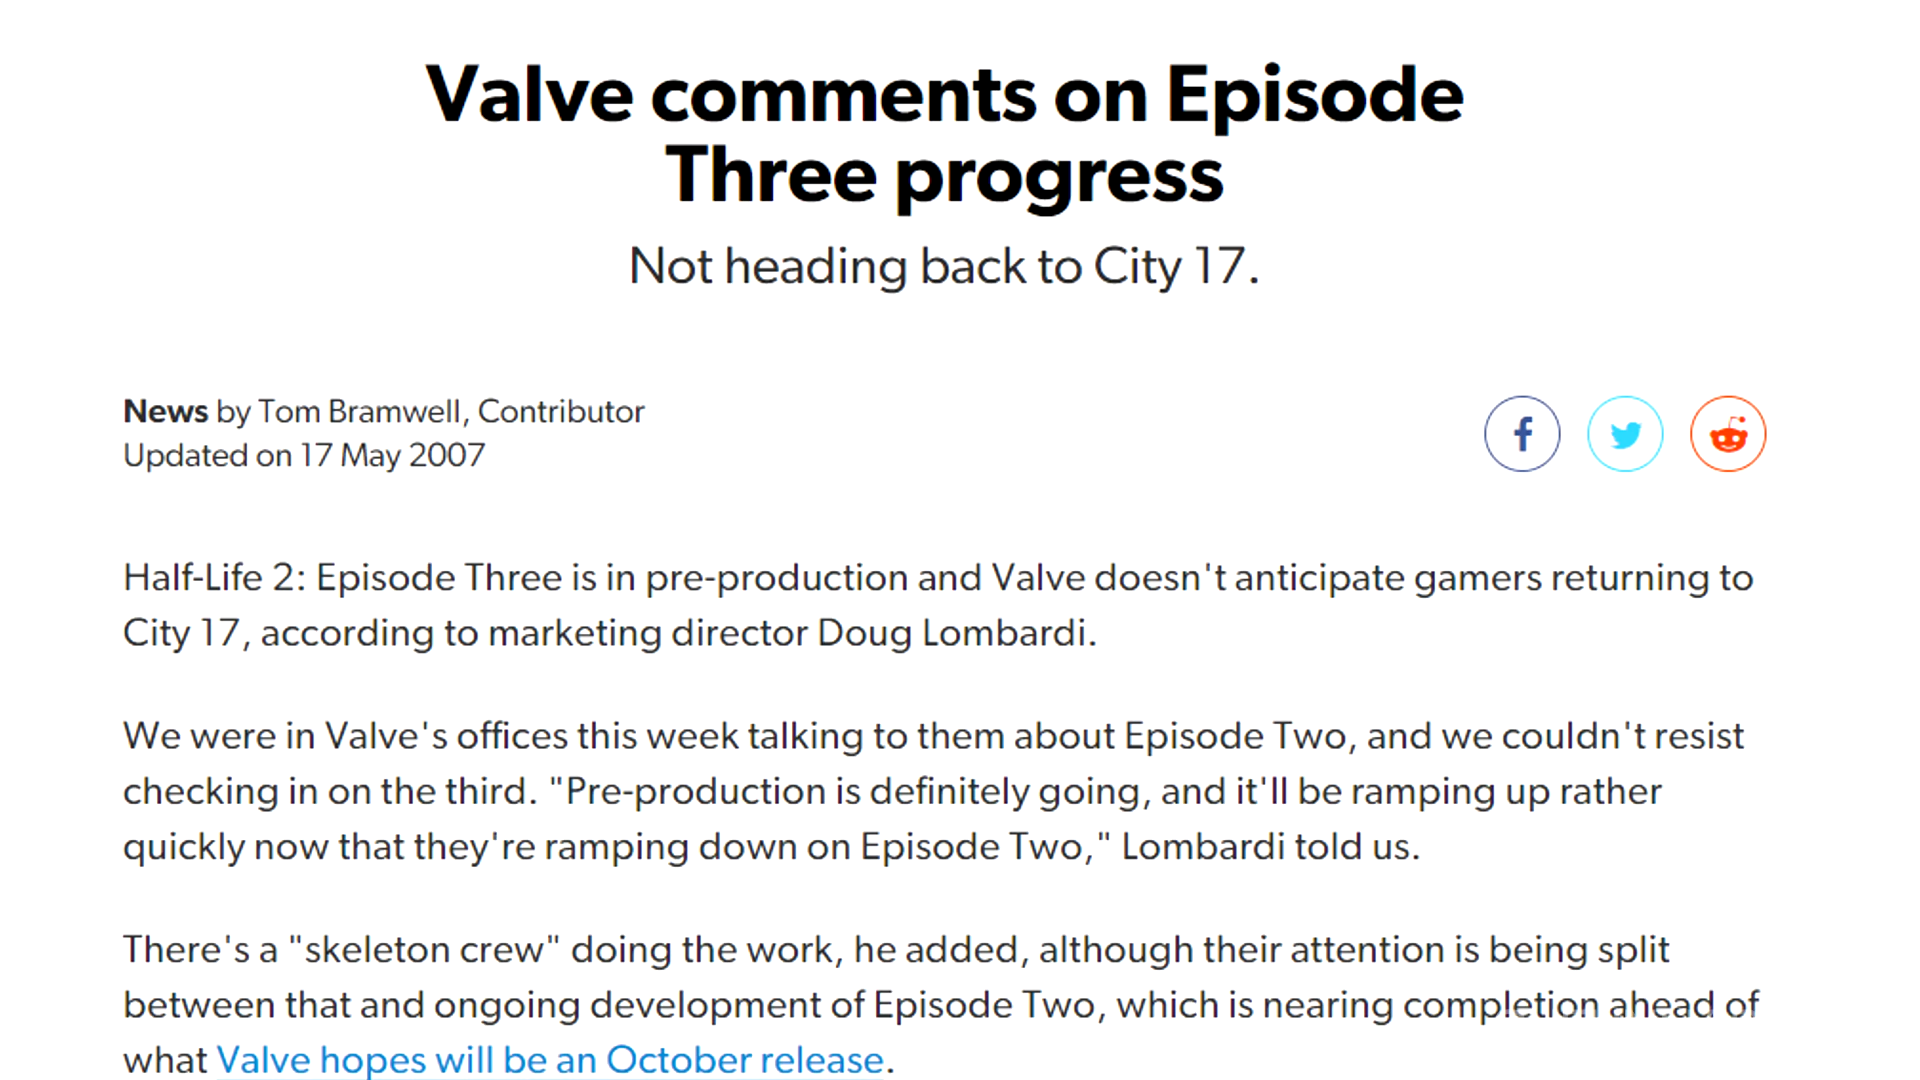 Valve comments on Episode
Three progress
Not heading back to City 17.
News by Tom Bramwell, Contributor
Updated on 17 May 2007
Half-Life 2: Episode Three is in pre-production and Valve doesn't anticipate gamers returning to
City 17, according to marketing director Doug Lombardi.
We were in Valve's offices this week talking to them about Episode Two, and we couldn't resist
checking in on the third. "Pre-production is definitely going, and it'll be ramping up rather
quickly now that they're ramping down on Episode Two," Lombardi told us.
There's a "skeleton crew" doing the work, he added, although their attention is being split
between that and ongoing development of Episode Two, which is nearing completion ahead of
what Valve hopes will be an October release.